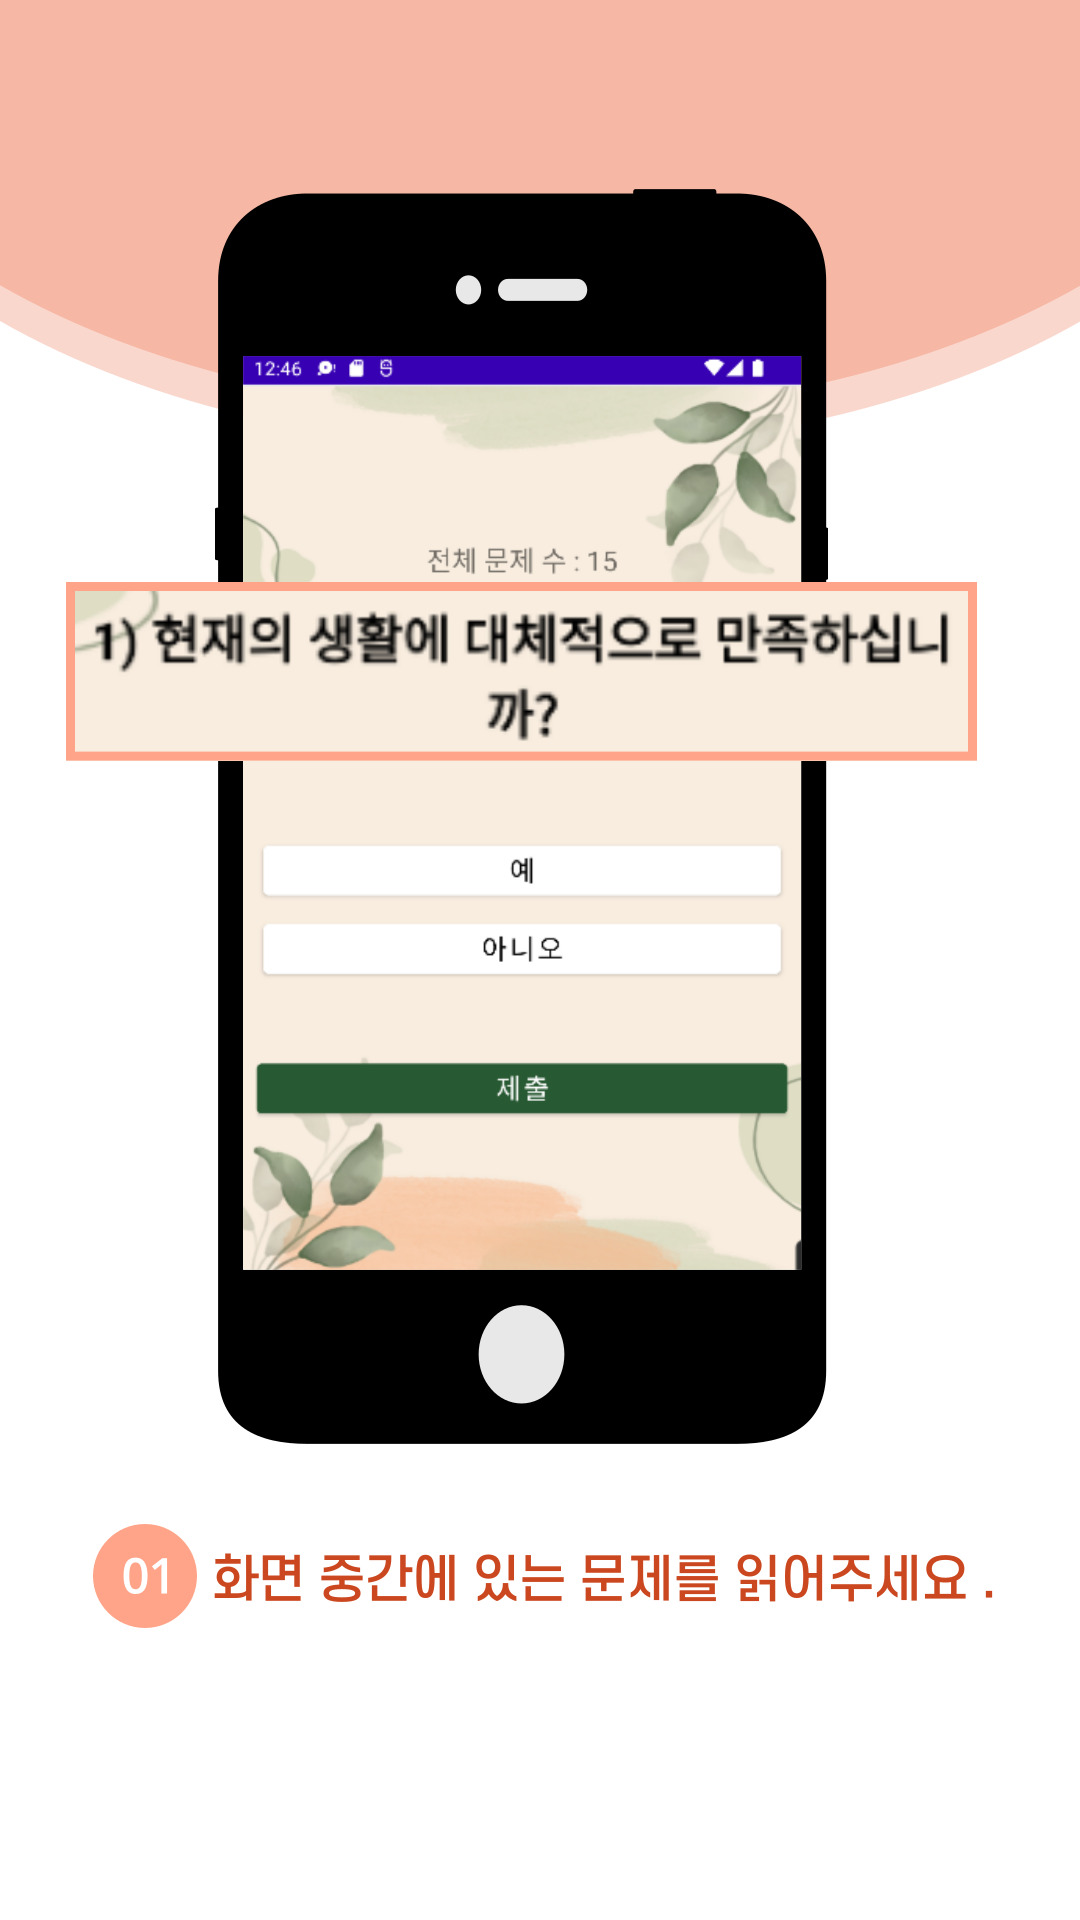 12:46
전체 문제 수 : 15
1) 현재의 생활에 대체적으로 만족하십니
까?
예
아니오
제출
01 화면 중간에 있는 문제를 읽어주세요 .